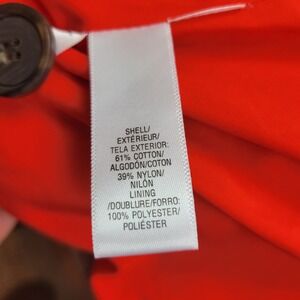 SHELL/
EXTÉRIEUR/
TELA EXTERIOR:
61% COTTON/
ALGODÓN/COTON
39% NYLON/
NILÓN
LINING
/DOUBLURE/FORRO:
100% POLYESTER/
POLIÉSTER